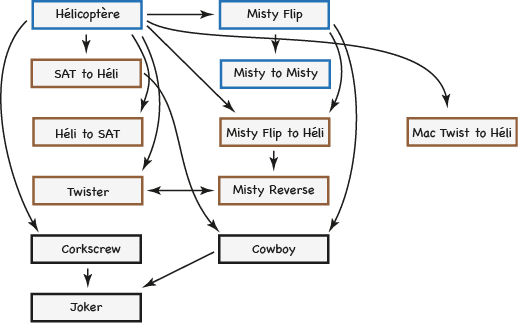 Hélicoptère
Misty Flip
SAT to Héli
Misty to Misty
Héli to SAT
Misty Flip to Héli
Mac Twist to Héli
Twister
Misty Reverse
Corkscrew
Cowboy
Joker